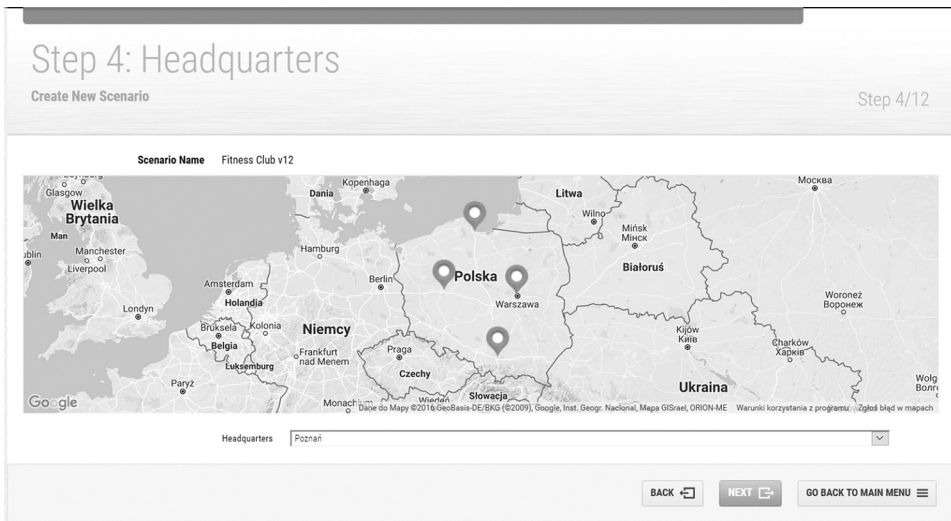 Step 4: Headquarters
Create New Scenario
Step 4/12
Scenario Name Fitness Club v12
Glasgow
Wielka
Brytania
Man
Manchester
Liverpool
Londyn
Dania
Kopenhaga
Hamburg
Amsterdam
Holandia
Berlin
Bruksela
Kolonia
Belgia
Niemcy
Luksemburg
Frankfurt
nad Menem
Paryż
Praga
Czechy
Wiedeń
Słowacja
Polska
Warszawa
Litwa
Wilno
Mińsk
Мінск
Białoruś
Москва
Woroneż
Воронеж
Kijów
Київ
Charków
Харків
Ukraina
Google
Dane do Mapy ©2016 GeoBasis-DE/BKG (©2009), Google, Inst. Geogr. Nacional, Mapa GISrael, ORION-ME Warunki korzystania z programu Zgłoś błąd w mapach
Headquarters Poznań
BACK NEXT GO BACK TO MAIN MENU